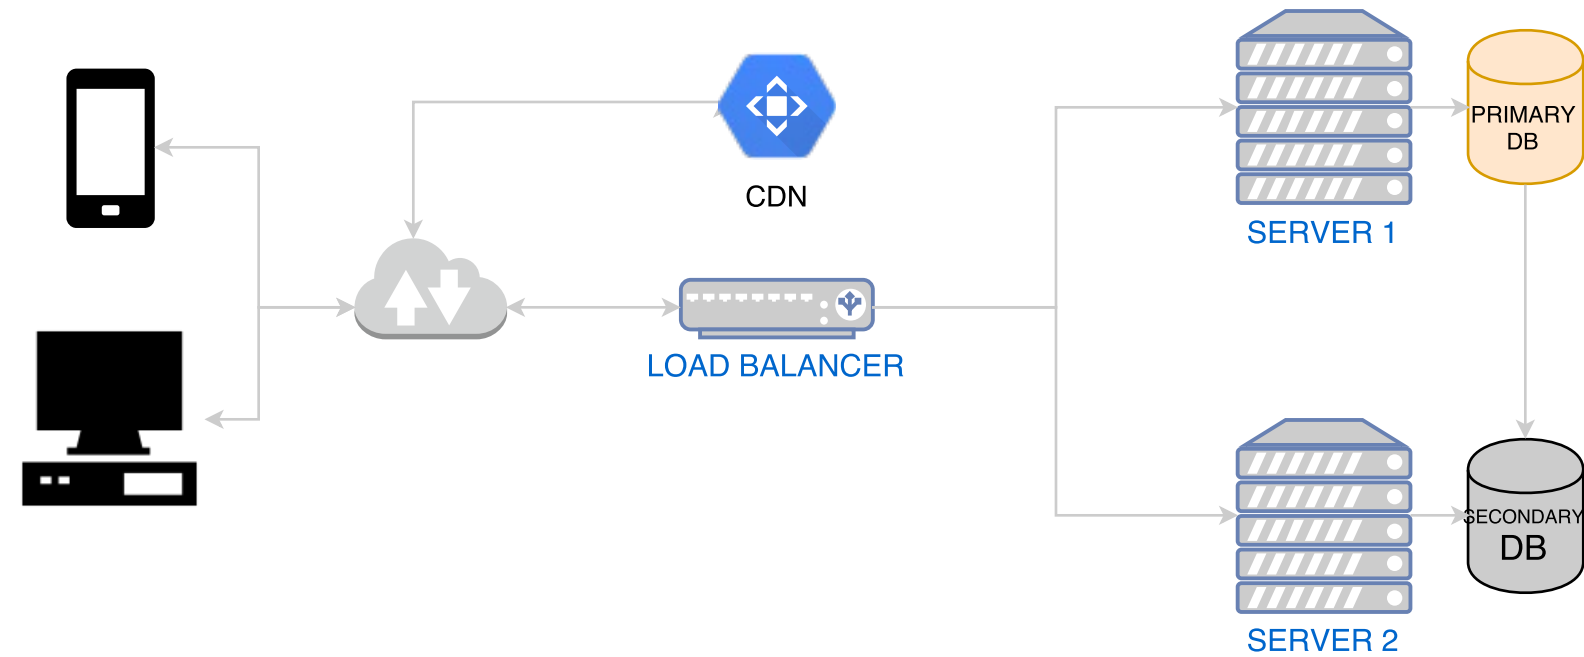 CDN
LOAD BALANCER
SERVER 1
PRIMARY
DB
SERVER 2
SECONDARY
DB